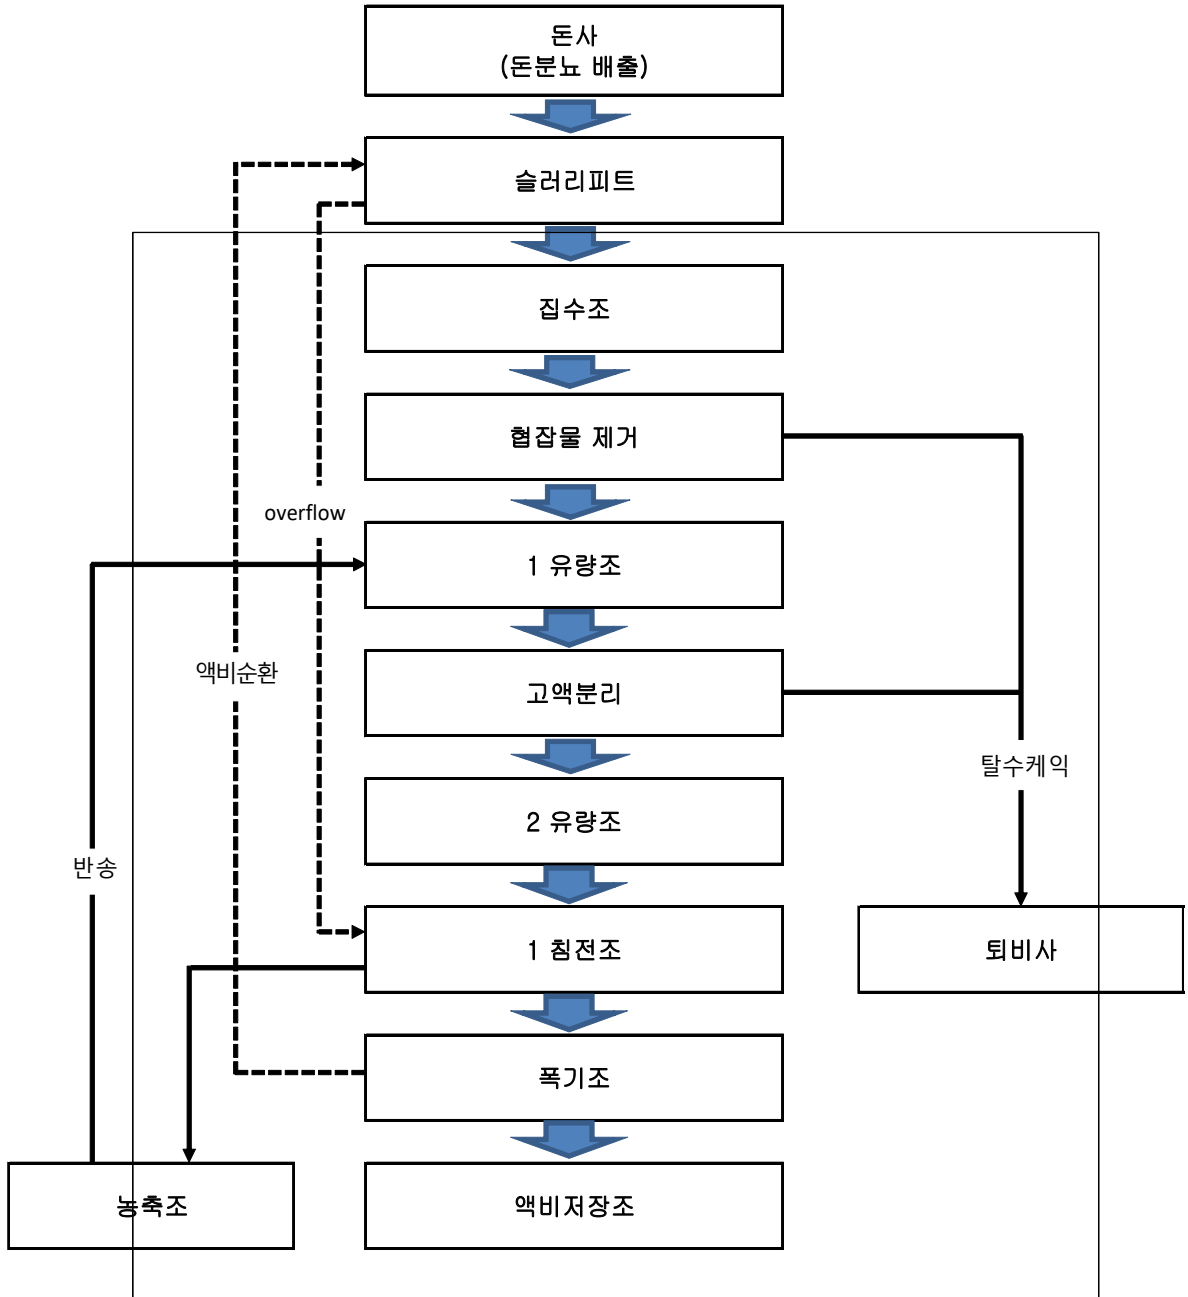 돈사
(돈분뇨 배출)
슬러리피트
집수조
협잡물 제거
overflow
1 유량조
액비순환
고액분리
탈수케익
2 유량조
반송
1 침전조
퇴비사
폭기조
농축조
액비저장조